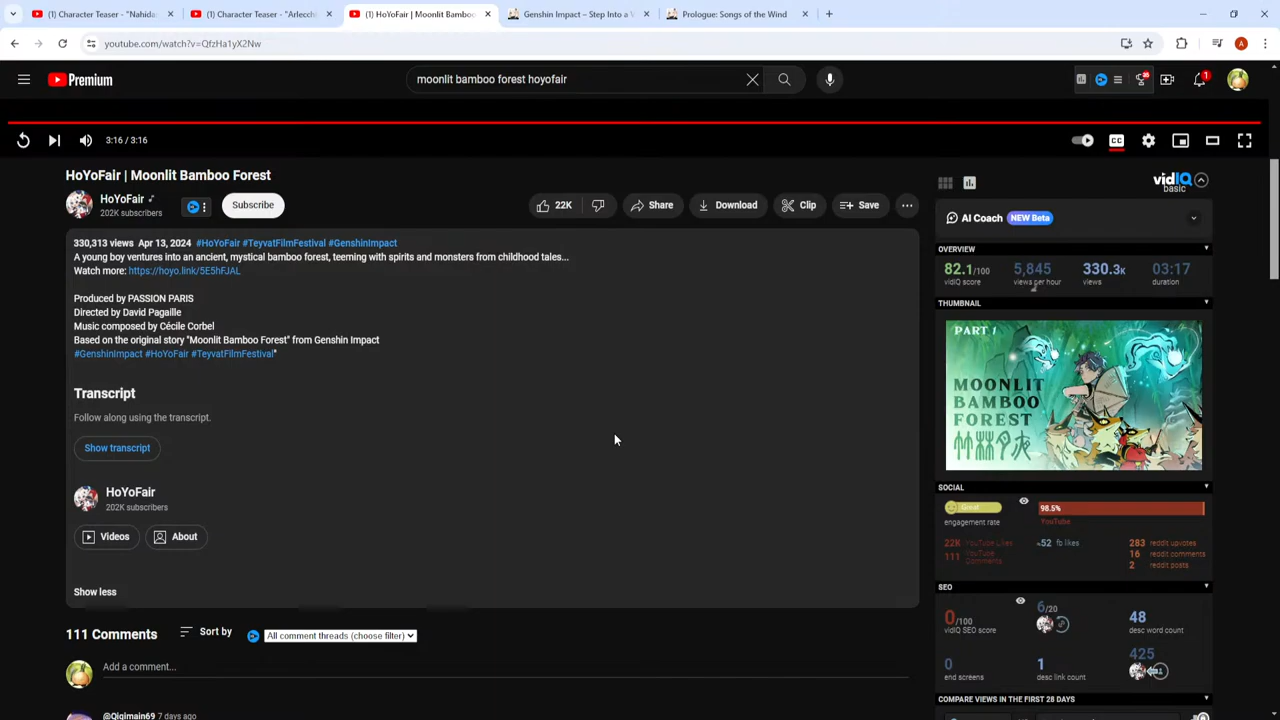 (1) Character Teaser - "Nahida
(1) Character Teaser - "Arlecchi
(1) HoYoFair | Moonlit Bamboo
Genshin Impact – Step Into a V
Prologue: Songs of the Wind
youtube.com/watch?v=QfzHa1yX2Nw
A
Premium
moonlit bamboo forest hoyofair
1
3:16 / 3:16
CC
HoYoFair | Moonlit Bamboo Forest
HoYoFair
202K subscribers
Subscribe
22K
Share
Download
Clip
Save
330,313 views Apr 13, 2024 #HoYoFair #TeyvatFilmFestival #GenshinImpact
A young boy ventures into an ancient, mystical bamboo forest, teeming with spirits and monsters from childhood tales...
Watch more: https://hoyo.link/5E5hFJAL
Produced by PASSION PARIS
Directed by David Pagaille
Music composed by Cécile Corbel
Based on the original story "Moonlit Bamboo Forest" from Genshin Impact
#GenshinImpact #HoYoFair #TeyvatFilmFestival"
Transcript
Follow along using the transcript.
Show transcript
HoYoFair
202K subscribers
Videos
About
Show less
111 Comments
Sort by
All comment threads (choose filter)
Add a comment...
@Qiqimain69 7 days ago
vidIQ
basic
AI Coach NEW Beta
OVERVIEW
82.1/100
vidIQ score
5,845
views per hour
330.3K
views
03:17
duration
THUMBNAIL
PART 1
MOONLIT
BAMBOO
FOREST
SOCIAL
Great
engagement rate
98.5%
YouTube
22K YouTube Likes
111 YouTube Comments
≈52 fb likes
283 reddit upvotes
16 reddit comments
2 reddit posts
SEO
0/100
vidIQ SEO score
6/20
48
desc word count
0
end screens
1
desc link count
425
COMPARE VIEWS IN THE FIRST 28 DAYS